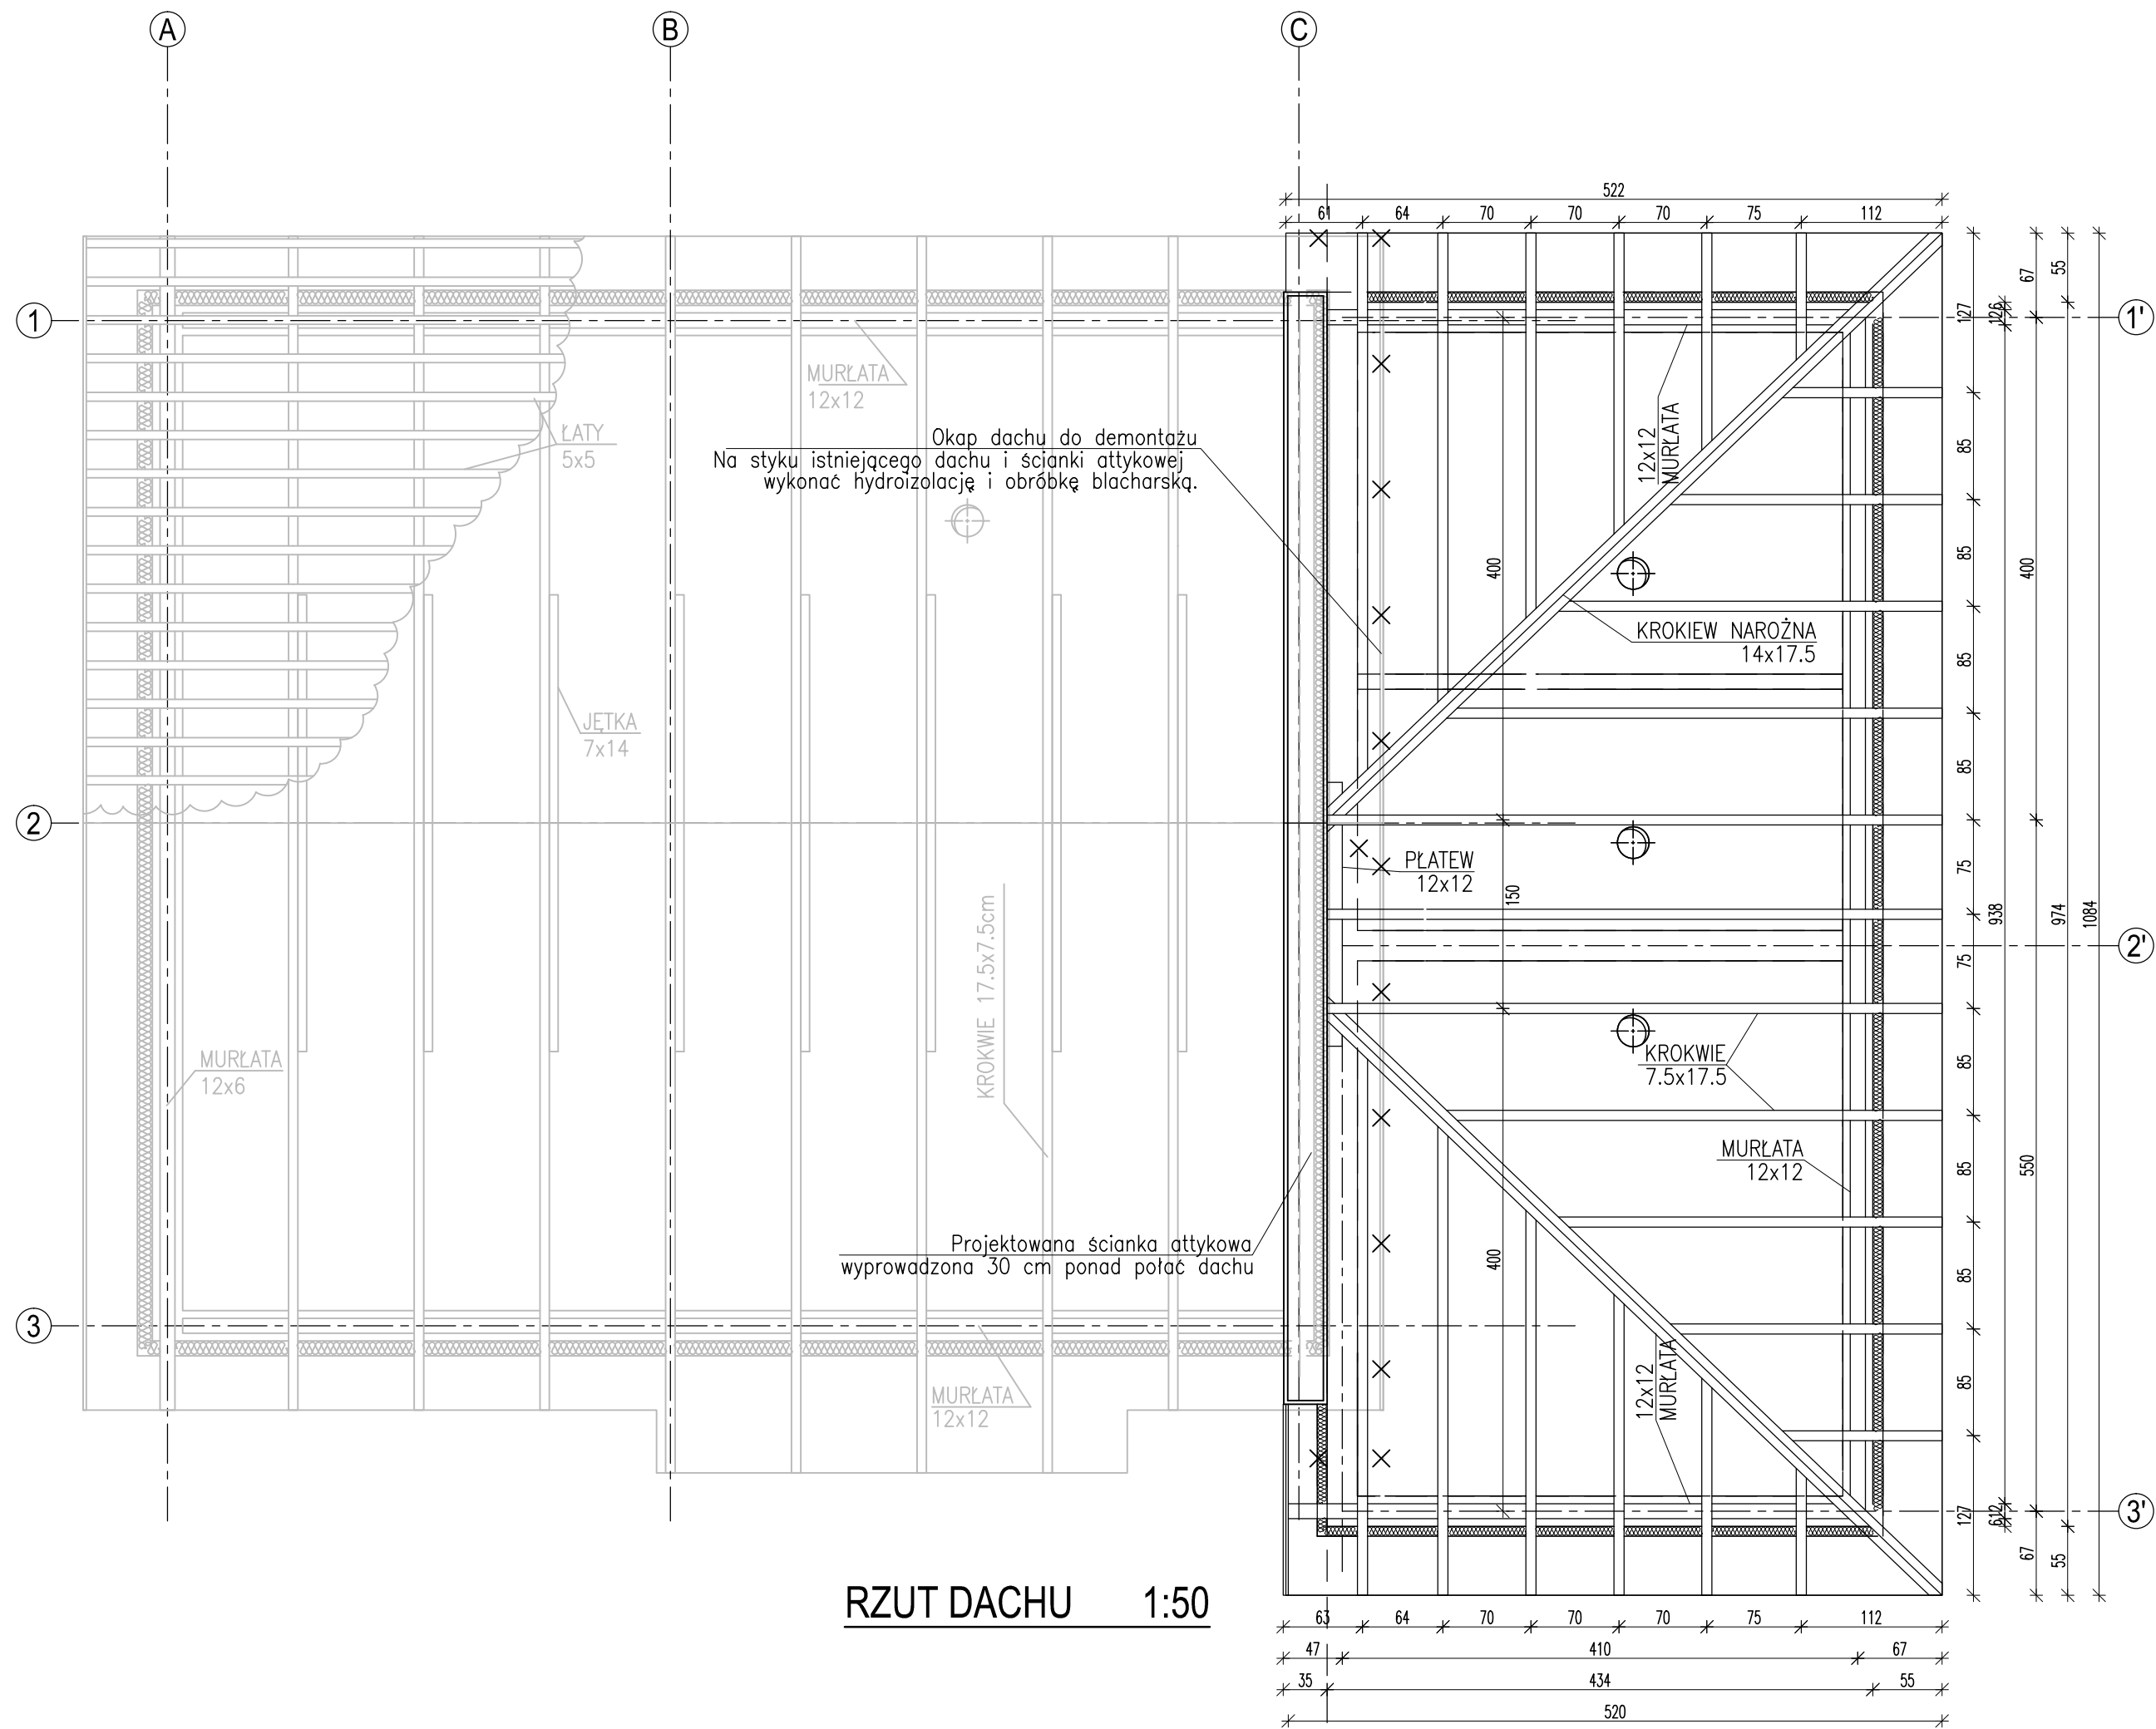 A
B
C
522
61
64
70
70
70
75
112
1
1'
67
55
127
126
MURŁATA
12x12
12x12
MURŁATA
ŁATY
5x5
Okap dachu do demontażu
Na styku istniejącego dachu i ścianki attykowej
wykonać hydroizolację i obróbkę blacharską.
85
85
400
400
KROKIEW NAROŻNA
14x17.5
85
JĘTKA
7x14
85
2
PŁATEW
12x12
75
150
KROKWIE 17.5x7.5cm
938
974
1084
2'
75
MURŁATA
12x6
KROKWIE
7.5x17.5
85
MURŁATA
12x12
85
550
Projektowana ścianka attykowa
wyprowadzona 30 cm ponad połać dachu
400
85
3
MURŁATA
12x12
12x12
MURŁATA
85
127
612
3'
67
55
RZUT DACHU 1:50
63
64
70
70
70
75
112
47
410
67
35
434
55
520